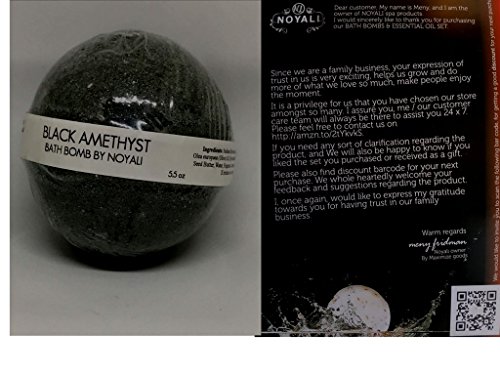 BLACK AMETHYST
BATH BOMB BY NOYALI
5.5 oz
Ingredients:
NOYALI
Dear customer, My name is Meny, and I am the
owner of NOYALI spa products
I would sincerely like to thank you for purchasing
our BATH BOMBS & ESSENTIAL OIL SET.
Since we are a family business, your expression of
trust in us is very exciting, helps us grow and do
more of what we love so much, make people enjoy
the moment.
It is a privilege for us that you have chosen our store
amongst so many. I assure you, me / our customer
care team will always be there to assist you 24 x 7.
Please feel free to contact us on
If you need any sort of clarification regarding the
product, and We will also be happy to know if you
liked the set you purchased or received as a gift.
Please also find discount barcode for your next
purchase. We whole heartedly welcome your
feedback and suggestions regarding the product.
I once again, would like to express my gratitude
towards you for having trust in our family
business.
Warm regards
meny fridman
Noyali owner
By Maximize goods